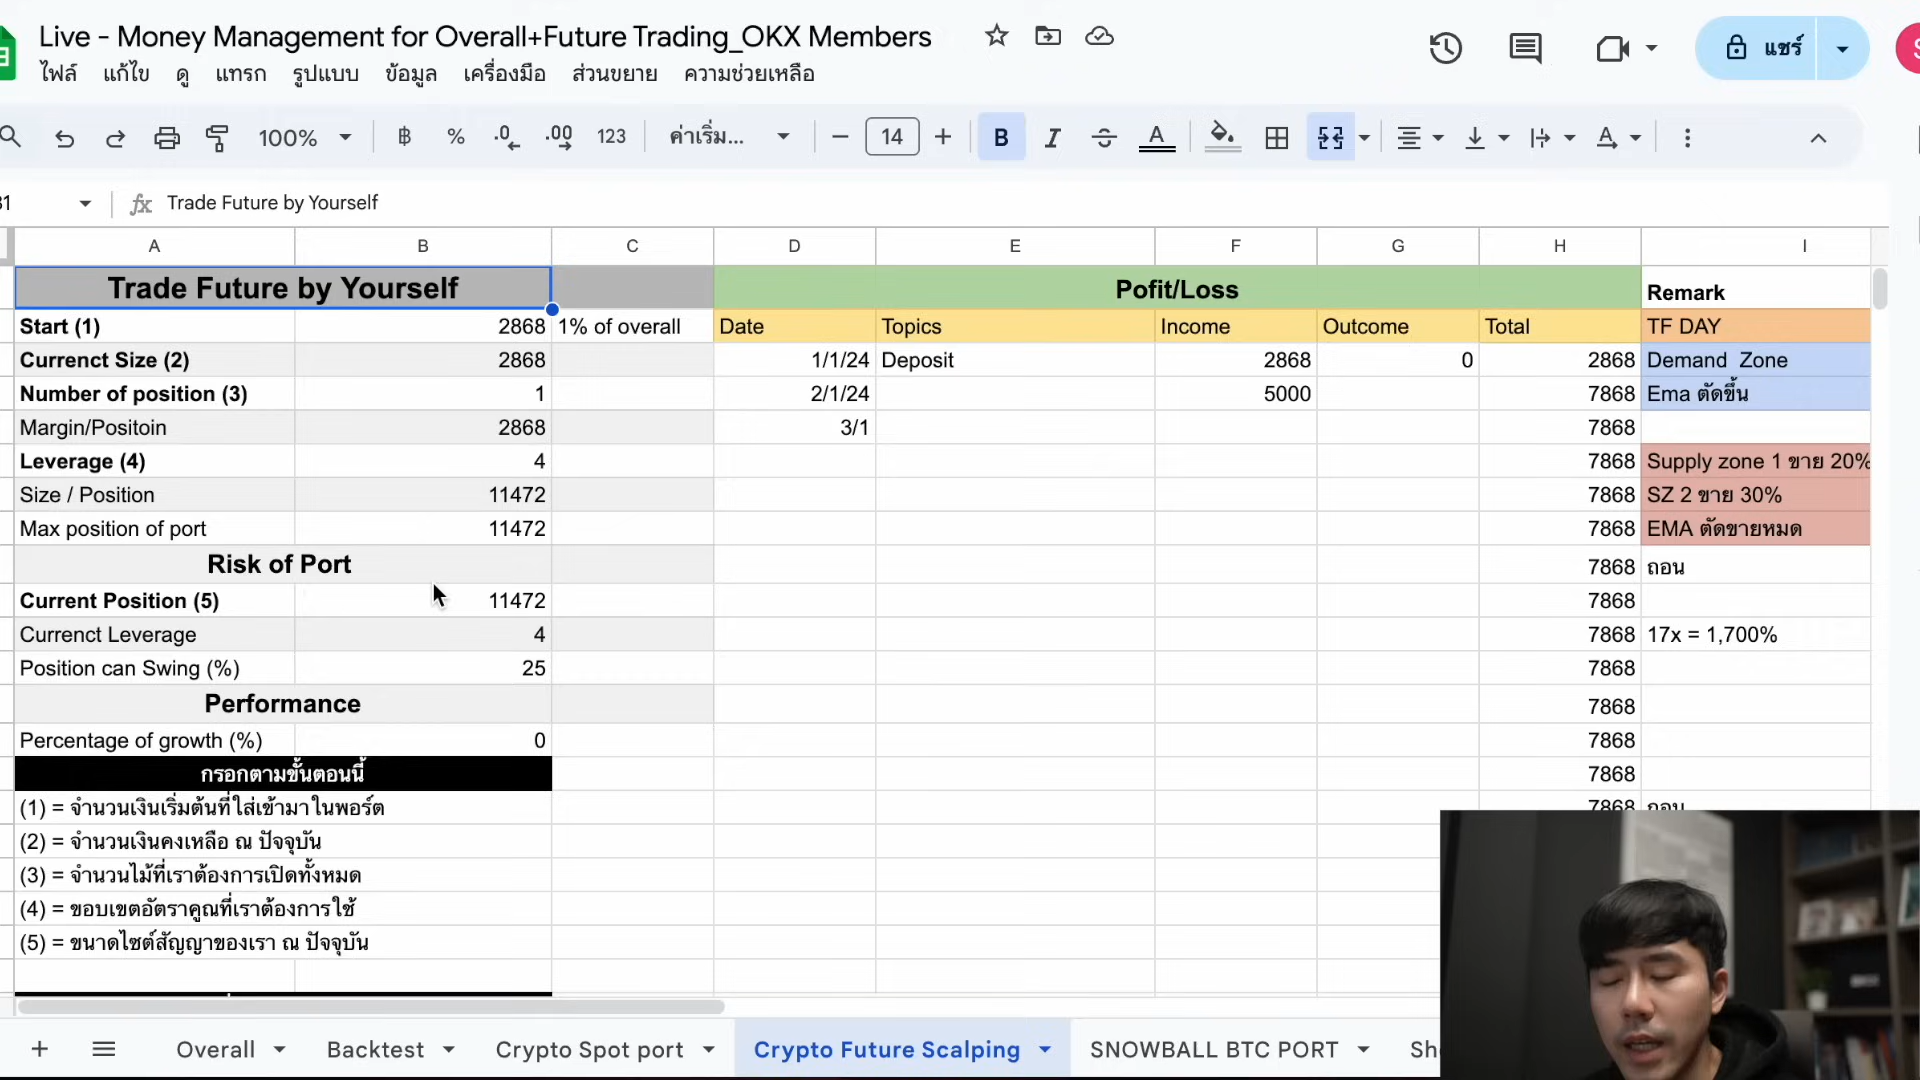 Live - Money Management for Overall+Future Trading_OKX Members
ไฟล์ แก้ไข ดู แทรก รูปแบบ ข้อมูล เครื่องมือ ส่วนขยาย ความช่วยเหลือ
แชร์
100% ฿ % .0 .00 123 ค่าเริ่ม... 14 B I A
fx Trade Future by Yourself
A B C D E F G H I
Trade Future by Yourself Pofit/Loss Remark
Start (1) 2868 1% of overall Date Topics Income Outcome Total TF DAY
Currenct Size (2) 2868 1/1/24 Deposit 2868 0 2868 Demand Zone
Number of position (3) 1 2/1/24 5000 7868 Ema ตัดขึ้น
Margin/Positoin 2868 3/1 7868
Leverage (4) 4 7868 Supply zone 1 ขาย 20%
Size / Position 11472 7868 SZ 2 ขาย 30%
Max position of port 11472 7868 EMA ตัดขายหมด
Risk of Port 7868 ถอน
Current Position (5) 11472 7868
Currenct Leverage 4 7868 17x = 1,700%
Position can Swing (%) 25 7868
Performance 7868
Percentage of growth (%) 0 7868
กรอกตามขั้นตอนนี้ 7868
(1) = จำนวนเงินเริ่มต้นที่ใส่เข้ามาในพอร์ต 7868 ถอน
(2) = จำนวนเงินคงเหลือ ณ ปัจจุบัน
(3) = จำนวนไม้ที่เราต้องการเปิดทั้งหมด
(4) = ขอบเขตอัตราคูณที่เราต้องการใช้
(5) = ขนาดไซต์สัญญาของเรา ณ ปัจจุบัน
Overall Backtest Crypto Spot port Crypto Future Scalping SNOWBALL BTC PORT